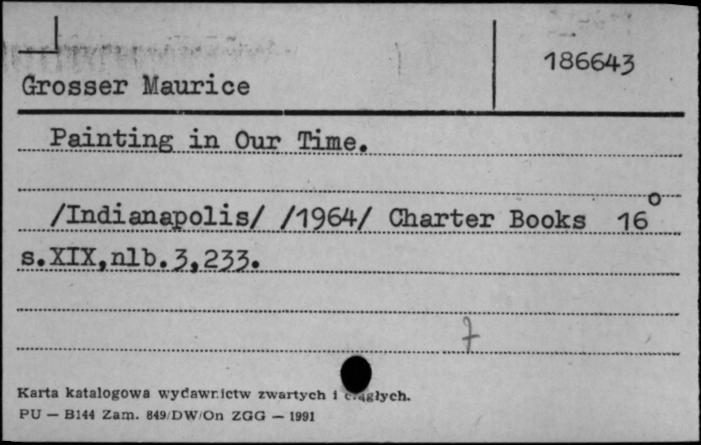 186643
Grosser Maurice
Painting in Our Time.
/Indianapolis/ /1964/ Charter Books 16°
s.XIX,nlb.3,233.
7
Karta katalogowa wydawnictw zwartych i ciągłych.
PU — B144 Zam. 849/DW/On ZGG — 1991